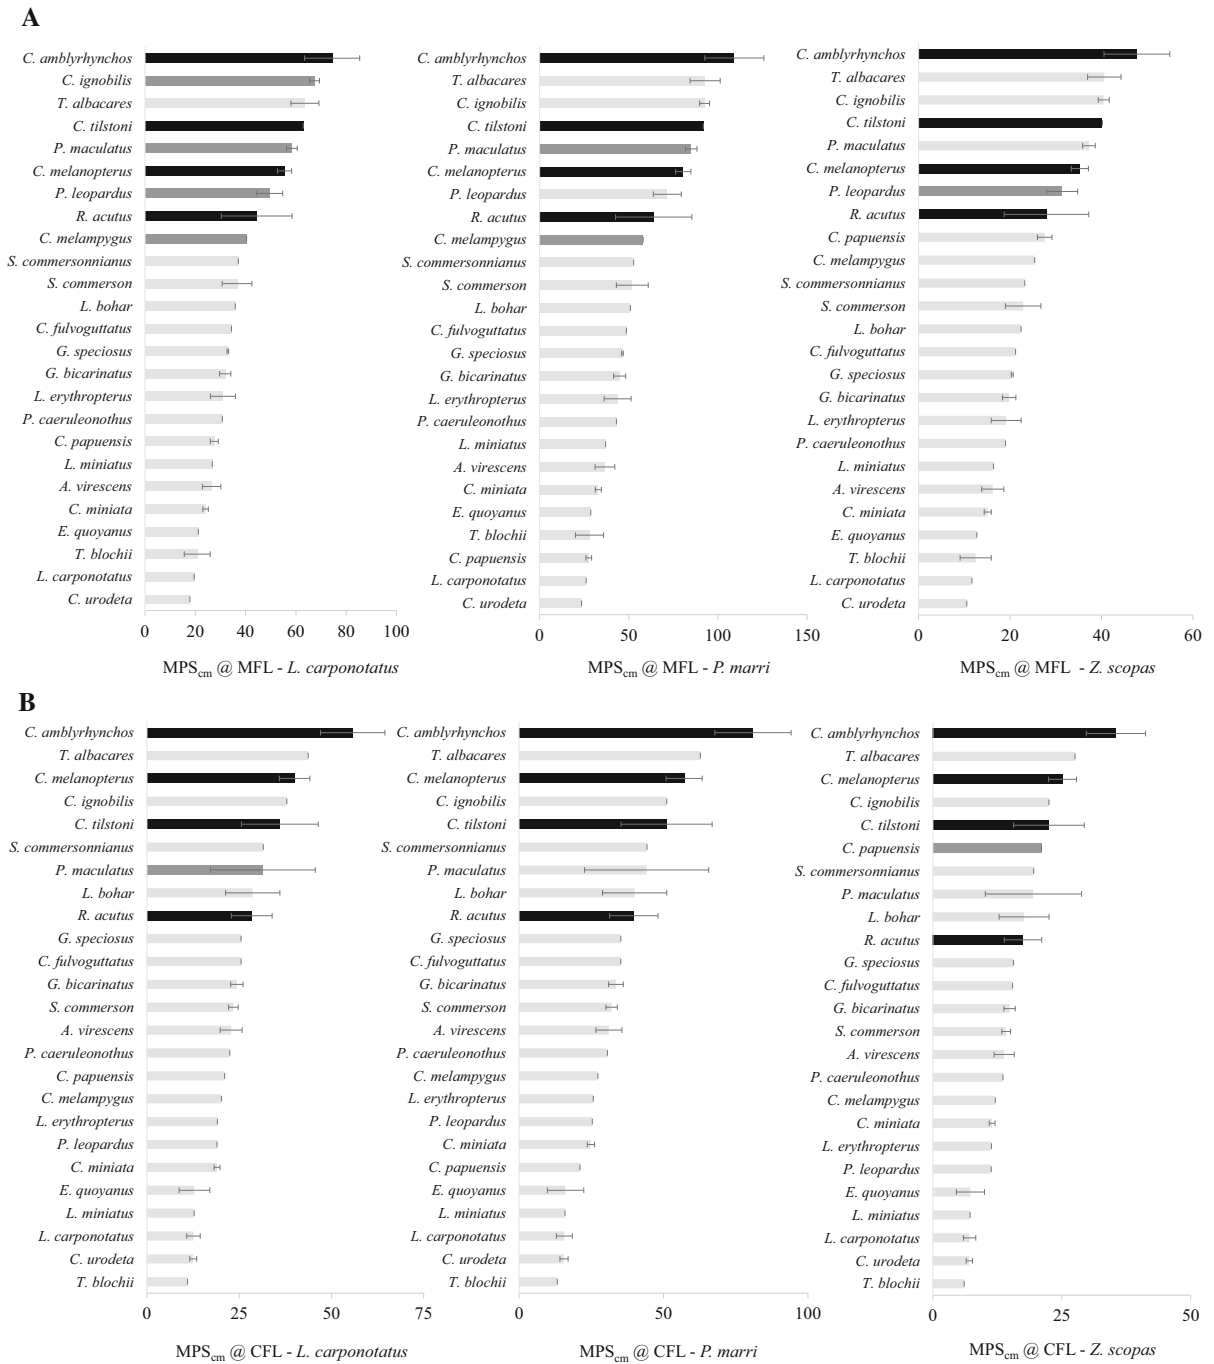 A
C. amblyrhynchos
C. ignobilis
T. albacares
C. tilstoni
P. maculatus
C. melanopterus
P. leopardus
R. acutus
C. melampygus
S. commersonnianus
S. commerson
L. bohar
C. fulvoguttatus
G. speciosus
G. bicarinatus
L. erythropterus
P. caeruleonothus
C. papuensis
L. miniatus
A. virescens
C. miniata
E. quoyanus
T. blochii
L. carponotatus
C. urodeta
0 20 40 60 80 100
MPScm @ MFL - L. carponotatus
C. amblyrhynchos
T. albacares
C. ignobilis
C. tilstoni
P. maculatus
C. melanopterus
P. leopardus
R. acutus
C. melampygus
S. commersonnianus
S. commerson
L. bohar
C. fulvoguttatus
G. speciosus
G. bicarinatus
L. erythropterus
P. caeruleonothus
L. miniatus
A. virescens
C. miniata
E. quoyanus
T. blochii
C. papuensis
L. carponotatus
C. urodeta
0 50 100 150
MPScm @ MFL - P. marri
C. amblyrhynchos
T. albacares
C. ignobilis
C. tilstoni
P. maculatus
C. melanopterus
P. leopardus
R. acutus
C. papuensis
C. melampygus
S. commersonnianus
S. commerson
L. bohar
C. fulvoguttatus
G. speciosus
G. bicarinatus
L. erythropterus
P. caeruleonothus
L. miniatus
A. virescens
C. miniata
E. quoyanus
T. blochii
L. carponotatus
C. urodeta
0 20 40 60
MPScm @ MFL - Z. scopas
B
C. amblyrhynchos
T. albacares
C. melanopterus
C. ignobilis
C. tilstoni
S. commersonnianus
P. maculatus
L. bohar
R. acutus
G. speciosus
C. fulvoguttatus
G. bicarinatus
S. commerson
A. virescens
P. caeruleonothus
C. papuensis
C. melampygus
L. erythropterus
P. leopardus
C. miniata
E. quoyanus
L. miniatus
L. carponotatus
C. urodeta
T. blochii
0 25 50 75
MPScm @ CFL - L. carponotatus
C. amblyrhynchos
T. albacares
C. melanopterus
C. ignobilis
C. tilstoni
S. commersonnianus
P. maculatus
L. bohar
R. acutus
G. speciosus
C. fulvoguttatus
G. bicarinatus
S. commerson
A. virescens
P. caeruleonothus
C. melampygus
L. erythropterus
P. leopardus
C. miniata
C. papuensis
E. quoyanus
L. miniatus
L. carponotatus
C. urodeta
T. blochii
0 50 100
MPScm @ CFL - P. marri
C. amblyrhynchos
T. albacares
C. melanopterus
C. ignobilis
C. tilstoni
C. papuensis
S. commersonnianus
P. maculatus
L. bohar
R. acutus
G. speciosus
C. fulvoguttatus
G. bicarinatus
S. commerson
A. virescens
P. caeruleonothus
C. melampygus
C. miniata
L. erythropterus
P. leopardus
E. quoyanus
L. miniatus
L. carponotatus
C. urodeta
T. blochii
0 25 50
MPScm @ CFL - Z. scopas